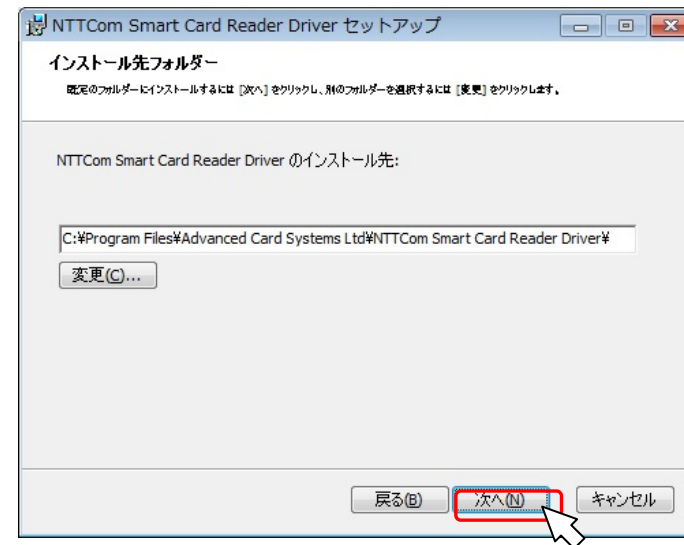 NTTCom Smart Card Reader Driver セットアップ
インストール先フォルダー
既定のフォルダーにインストールするには [次へ] をクリックし、別のフォルダーを選択するには [変更] をクリックします。
NTTCom Smart Card Reader Driver のインストール先:
C:¥Program Files¥Advanced Card Systems Ltd¥NTTCom Smart Card Reader Driver¥
変更(C)...
戻る(B) 次へ(N) キャンセル